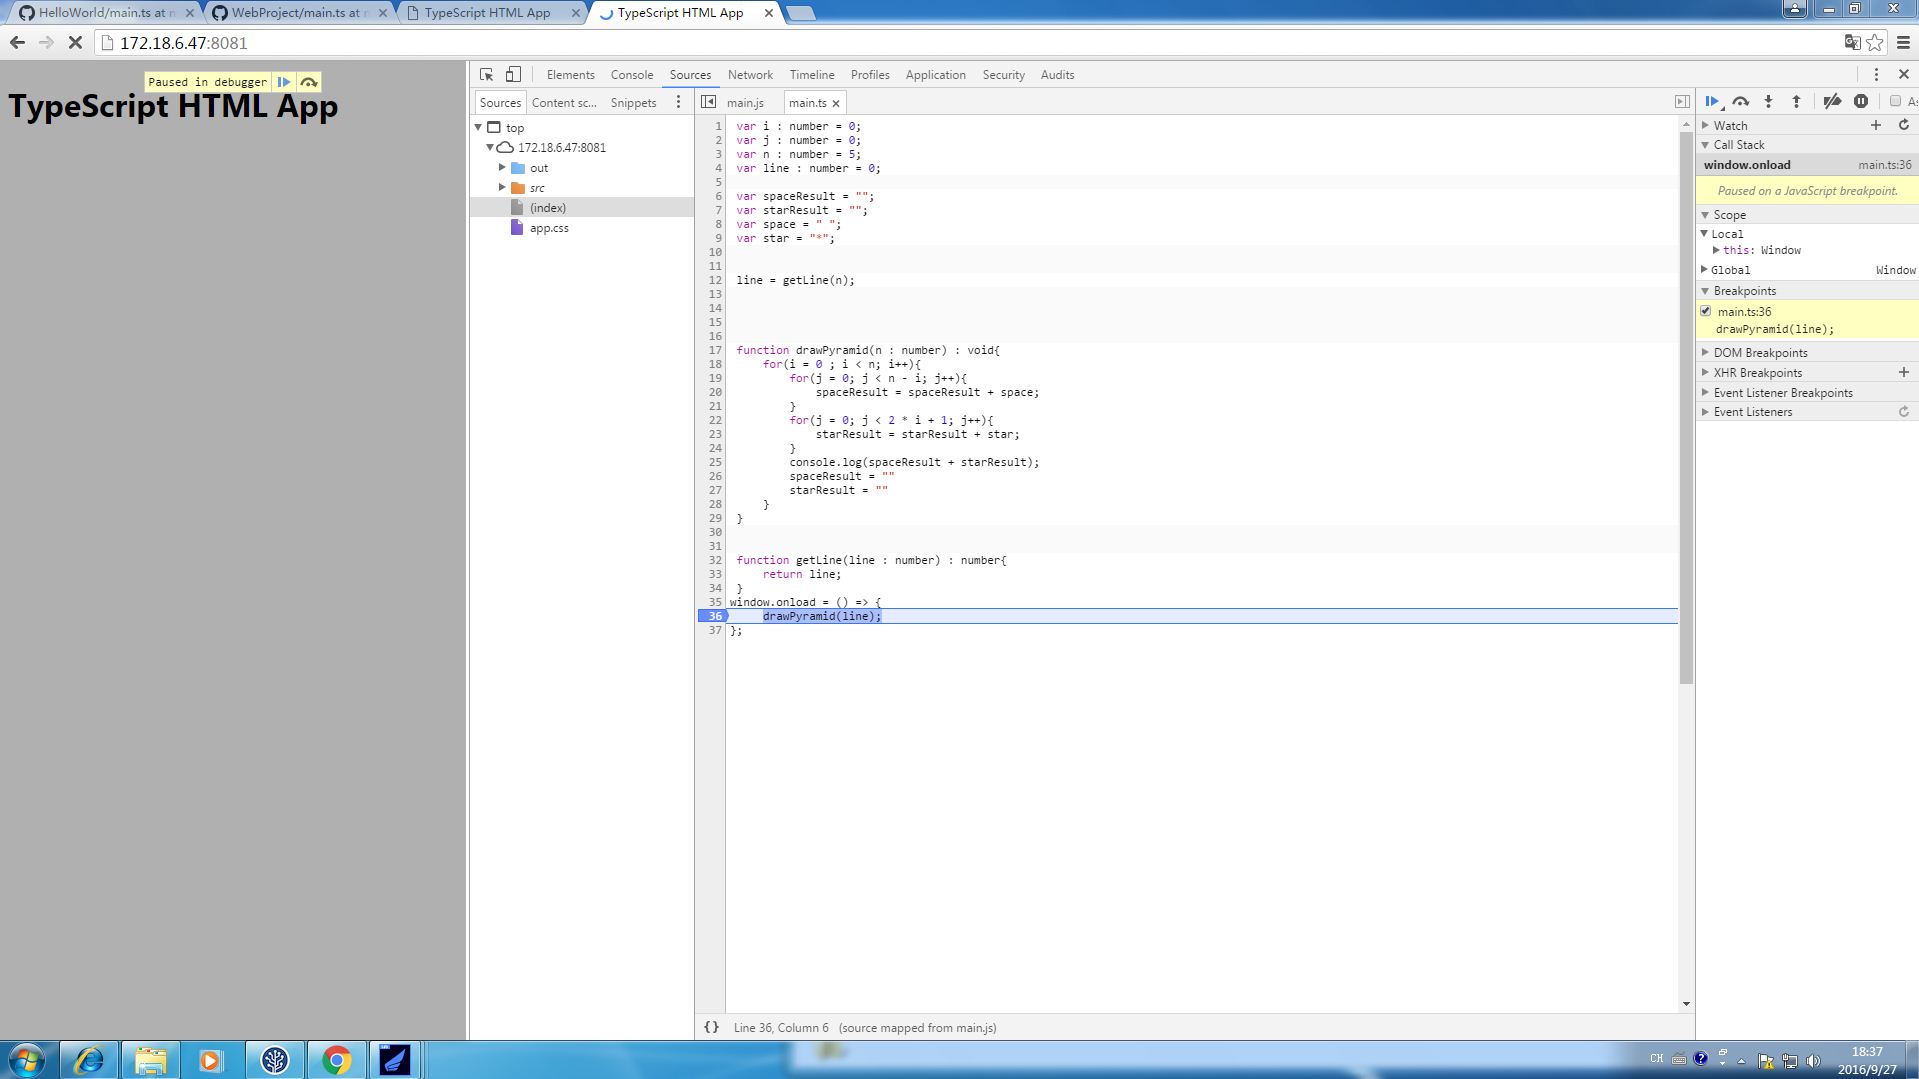 HelloWorld/main.ts at m
WebProject/main.ts at m
TypeScript HTML App
TypeScript HTML App
172.18.6.47:8081
Paused in debugger
TypeScript HTML App
Elements Console Sources Network Timeline Profiles Application Security Audits
Sources Content sc... Snippets
main.js main.ts
top
172.18.6.47:8081
out
src
(index)
app.css
1 var i : number = 0;
2 var j : number = 0;
3 var n : number = 5;
4 var line : number = 0;
5
6 var spaceResult = "";
7 var starResult = "";
8 var space = " ";
9 var star = "*";
10
11
12 line = getLine(n);
13
14
15
16
17 function drawPyramid(n : number) : void{
18 for(i = 0 ; i < n; i++){
19 for(j = 0; j < n - i; j++){
20 spaceResult = spaceResult + space;
21 }
22 for(j = 0; j < 2 * i + 1; j++){
23 starResult = starResult + star;
24 }
25 console.log(spaceResult + starResult);
26 spaceResult = ""
27 starResult = ""
28 }
29 }
30
31
32 function getLine(line : number) : number{
33 return line;
34 }
35 window.onload = () => {
36 drawPyramid(line);
37 };
{} Line 36, Column 6 (source mapped from main.js)
As
Watch
Call Stack
window.onload main.ts:36
Paused on a JavaScript breakpoint.
Scope
Local
this: Window
Global Window
Breakpoints
main.ts:36
drawPyramid(line);
DOM Breakpoints
XHR Breakpoints
Event Listener Breakpoints
Event Listeners
CH
18:37
2016/9/27